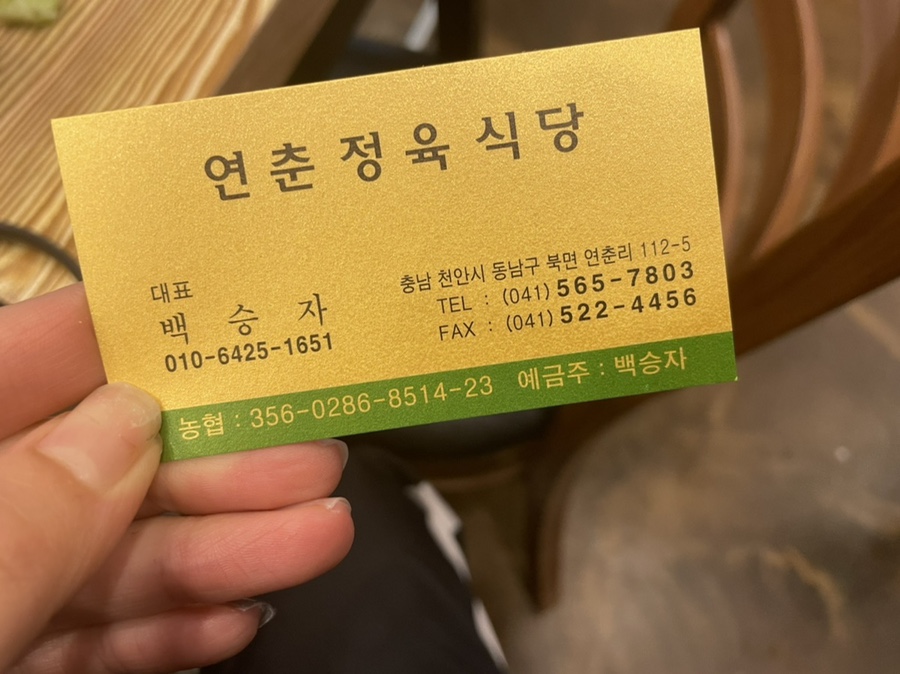 연춘정육식당
대표
백 승 자
010-6425-1651
충남 천안시 동남구 북면 연춘리 112-5
TEL : (041) 565-7803
FAX : (041) 522-4456
농협 : 356-0286-8514-23 예금주 : 백승자